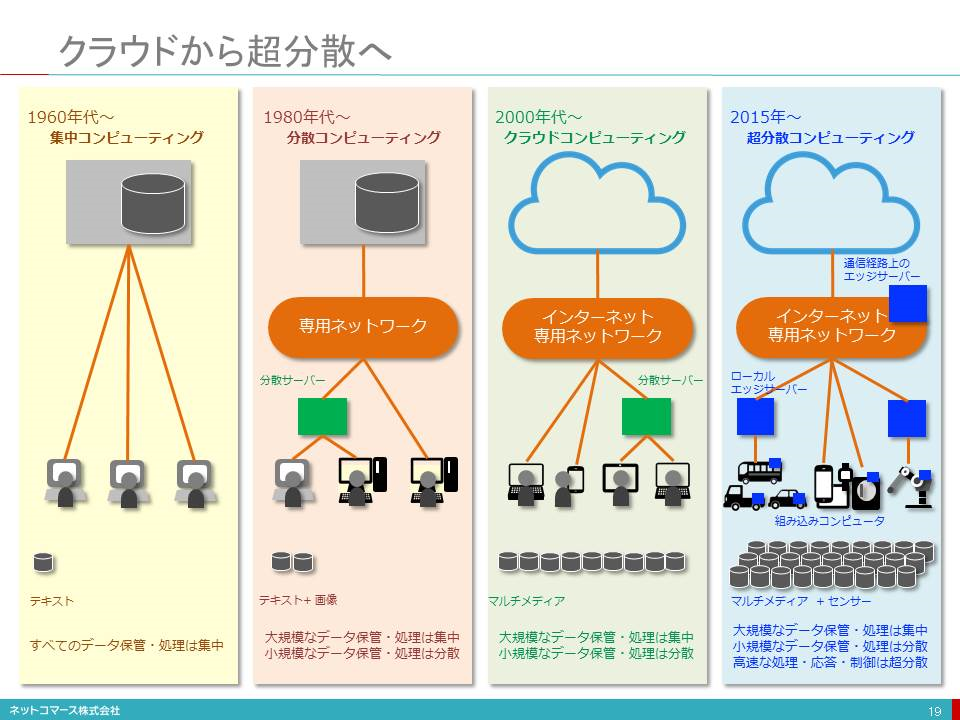 クラウドから超分散へ
1960年代～
集中コンピューティング
テキスト
すべてのデータ保管・処理は集中
1980年代～
分散コンピューティング
専用ネットワーク
分散サーバー
テキスト+ 画像
大規模なデータ保管・処理は集中
小規模なデータ保管・処理は分散
2000年代～
クラウドコンピューティング
インターネット
専用ネットワーク
分散サーバー
マルチメディア
大規模なデータ保管・処理は集中
小規模なデータ保管・処理は分散
2015年～
超分散コンピューティング
通信経路上の
エッジサーバー
インターネット
専用ネットワーク
ローカル
エッジサーバー
組み込みコンピュータ
マルチメディア + センサー
大規模なデータ保管・処理は集中
小規模なデータ保管・処理は分散
高速な処理・応答・制御は超分散
ネットコマース株式会社
19